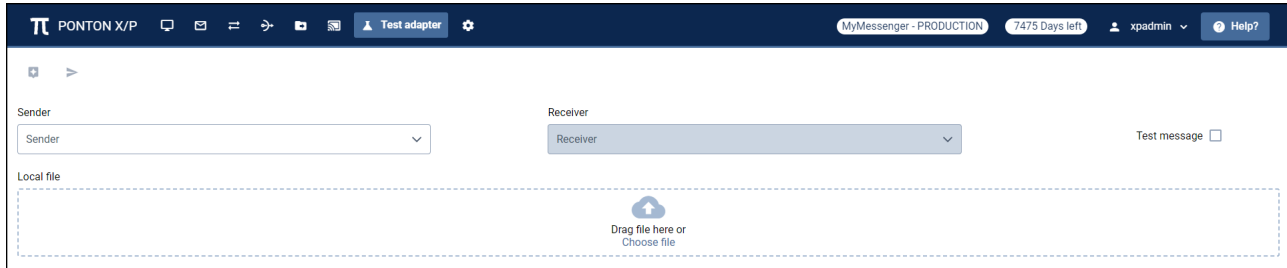 PONTON X/P Test adapter MyMessenger - PRODUCTION 7475 Days left xpadmin Help?
Sender Receiver
Sender Receiver Test message
Local file
Drag file here or
Choose file